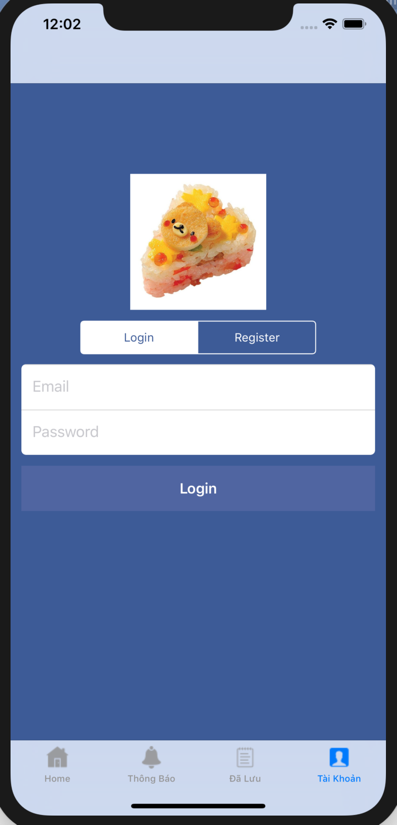 12:02
Login Register
Email
Password
Login
Home Thông Báo Đã Lưu Tài Khoản